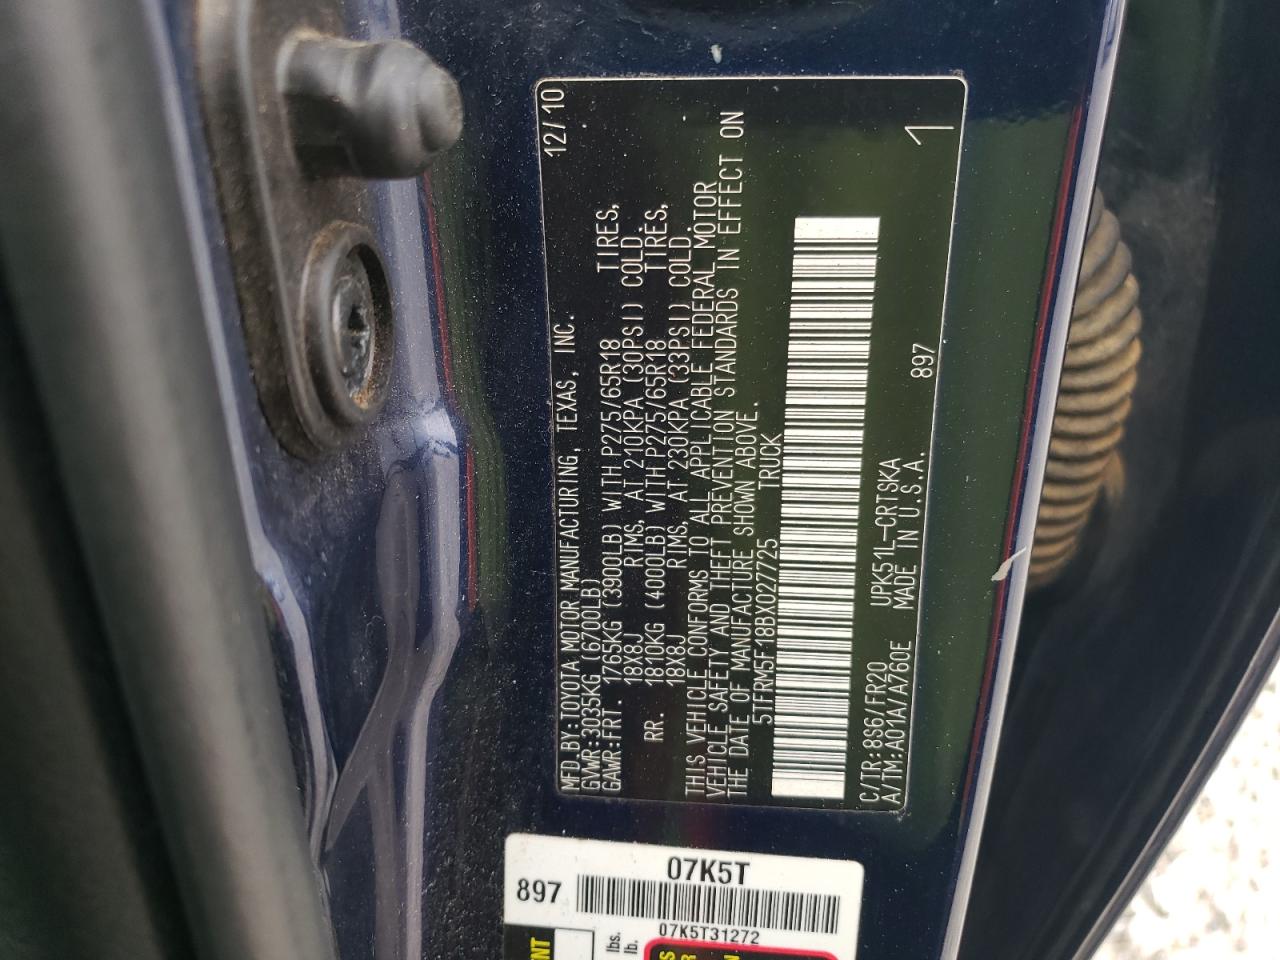 MFD.BY:TOYOTA MOTOR MANUFACTURING, TEXAS, INC. 12/10
GVWR:3035KG (6700LB)
GAWR:FRT. 1765KG (3900LB) WITH P275/65R18 TIRES,
18X8J RIMS, AT 210KPA (30PSI) COLD.
RR. 1810KG (4000LB) WITH P275/65R18 TIRES,
18X8J RIMS, AT 230KPA (33PSI) COLD.
THIS VEHICLE CONFORMS TO ALL APPLICABLE FEDERAL MOTOR
VEHICLE SAFETY AND THEFT PREVENTION STANDARDS IN EFFECT ON
THE DATE OF MANUFACTURE SHOWN ABOVE.
5TFRM5F18BX027725 TRUCK
C/TR:8S6/FR20 UPK51L-CRTSKA 897 1
A/TM:A01A/A760E MADE IN U.S.A.
07K5T
897
07K5T31272
lbs.
lb.